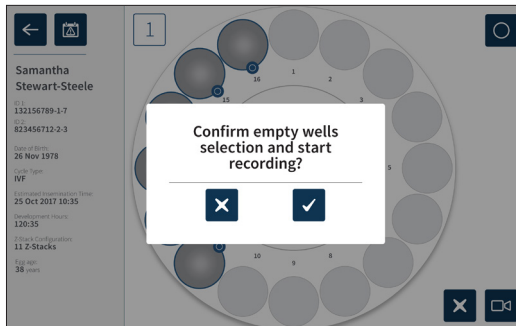 Samantha
Stewart-Steele
ID 1:
132156789-1-7
ID 2:
823456712-2-3
Date of Birth:
26 Nov 1978
Cycle Type:
IVF
Estimated Insemination Time:
25 Oct 2017 10:35
Development Hours:
120:35
Z-Stack Configuration:
11 Z-Stacks
Egg age:
38 years
1
16
1
2
15
3
5
10
9
8
Confirm empty wells
selection and start
recording?